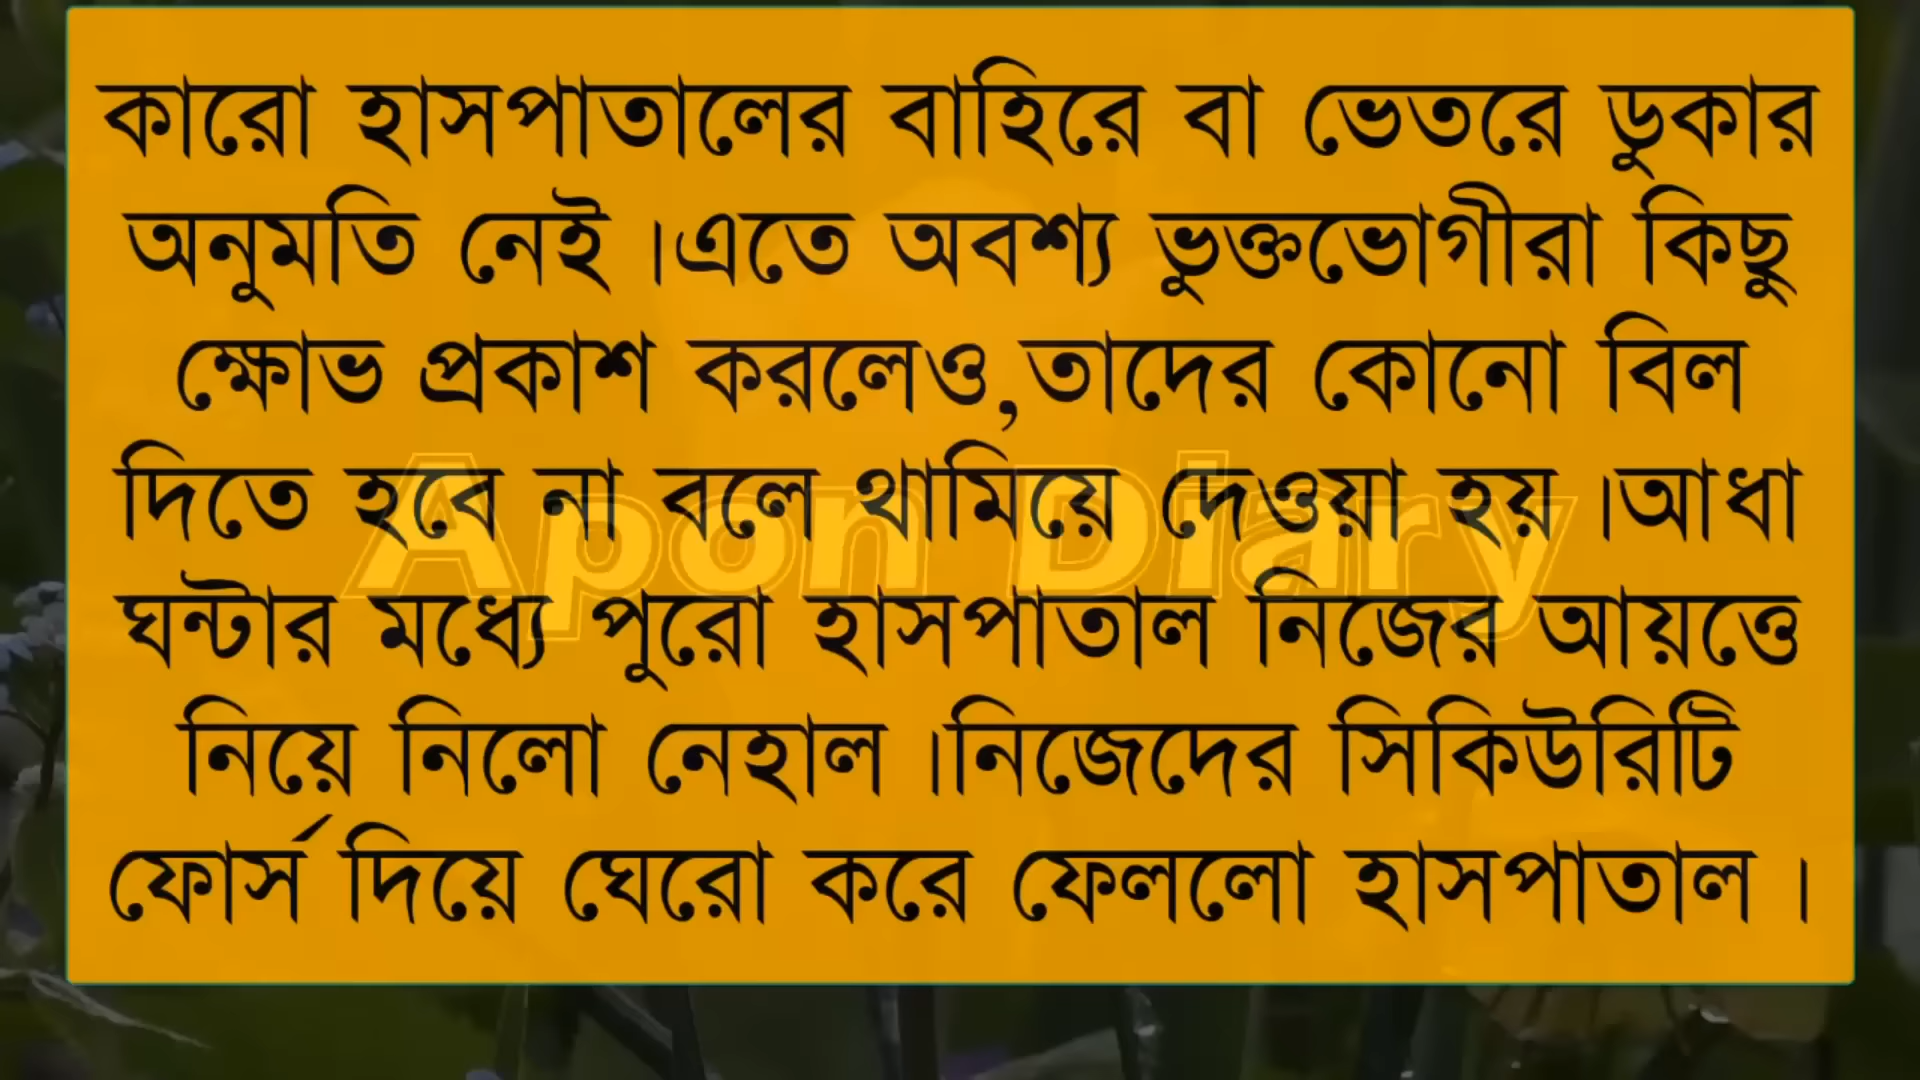 কারো হাসপাতালের বাহিরে বা ভেতরে ডুকার
অনুমতি নেই ।এতে অবশ্য ভুক্তভোগীরা কিছু
ক্ষোভ প্রকাশ করলেও,তাদের কোনো বিল
দিতে হবে না বলে থামিয়ে দেওয়া হয় ।আধা
Apon Diary
ঘন্টার মধ্যে পুরো হাসপাতাল নিজের আয়ত্তে
নিয়ে নিলো নেহাল ।নিজেদের সিকিউরিটি
ফোর্স দিয়ে ঘেরো করে ফেললো হাসপাতাল ।